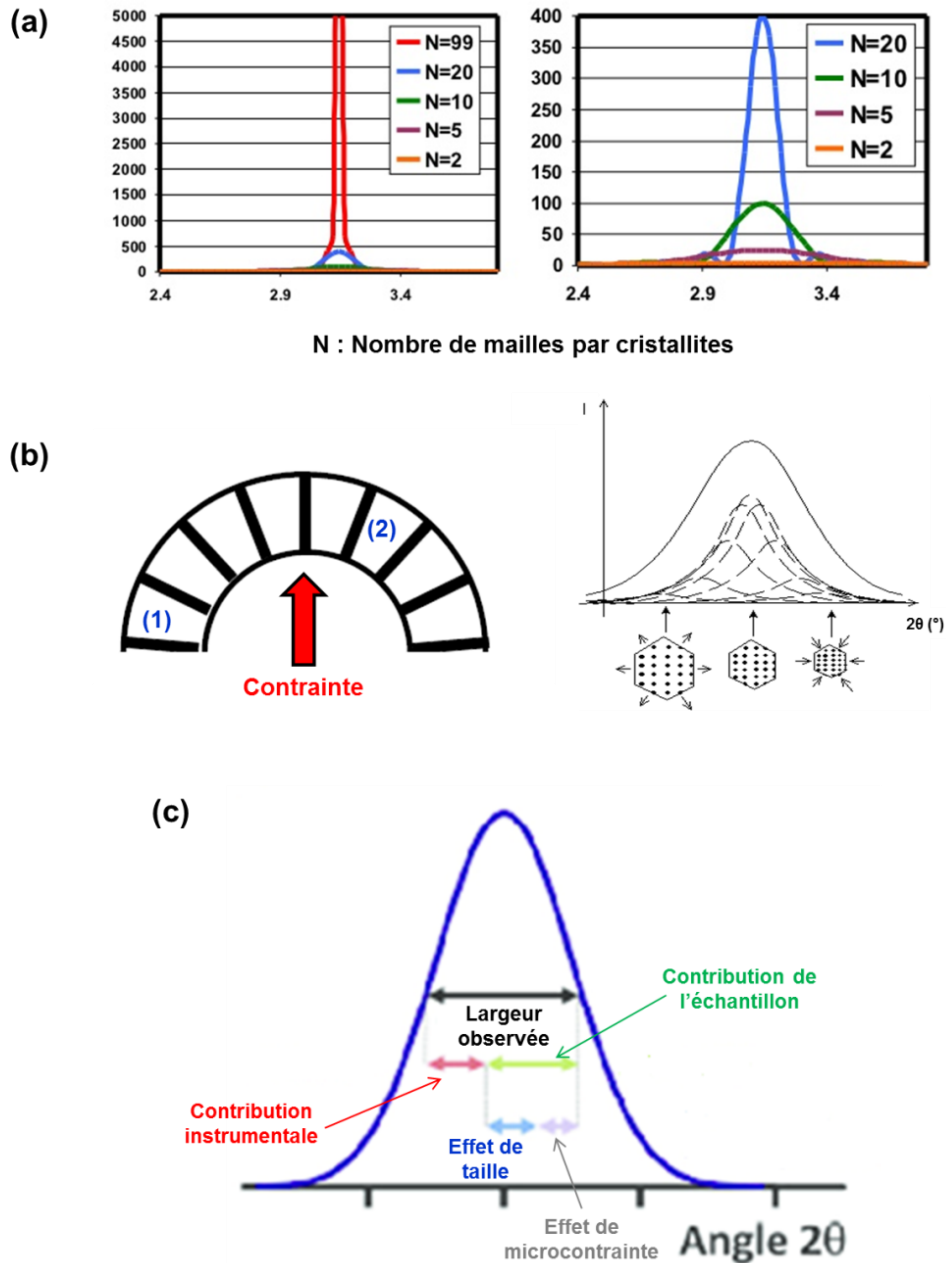 (a)
5000
4500
4000
3500
3000
2500
2000
1500
1000
500
0
2.4
2.9
3.4
N=99
N=20
N=10
N=5
N=2
400
350
300
250
200
150
100
50
0
2.4
2.9
3.4
N=20
N=10
N=5
N=2
N : Nombre de mailles par cristallites
(b)
(1)
(2)
Contrainte
I
2θ (°)
(c)
Largeur
observée
Contribution de
l'échantillon
Contribution
instrumentale
Effet de
taille
Effet de
microcontrainte
Angle 2θ